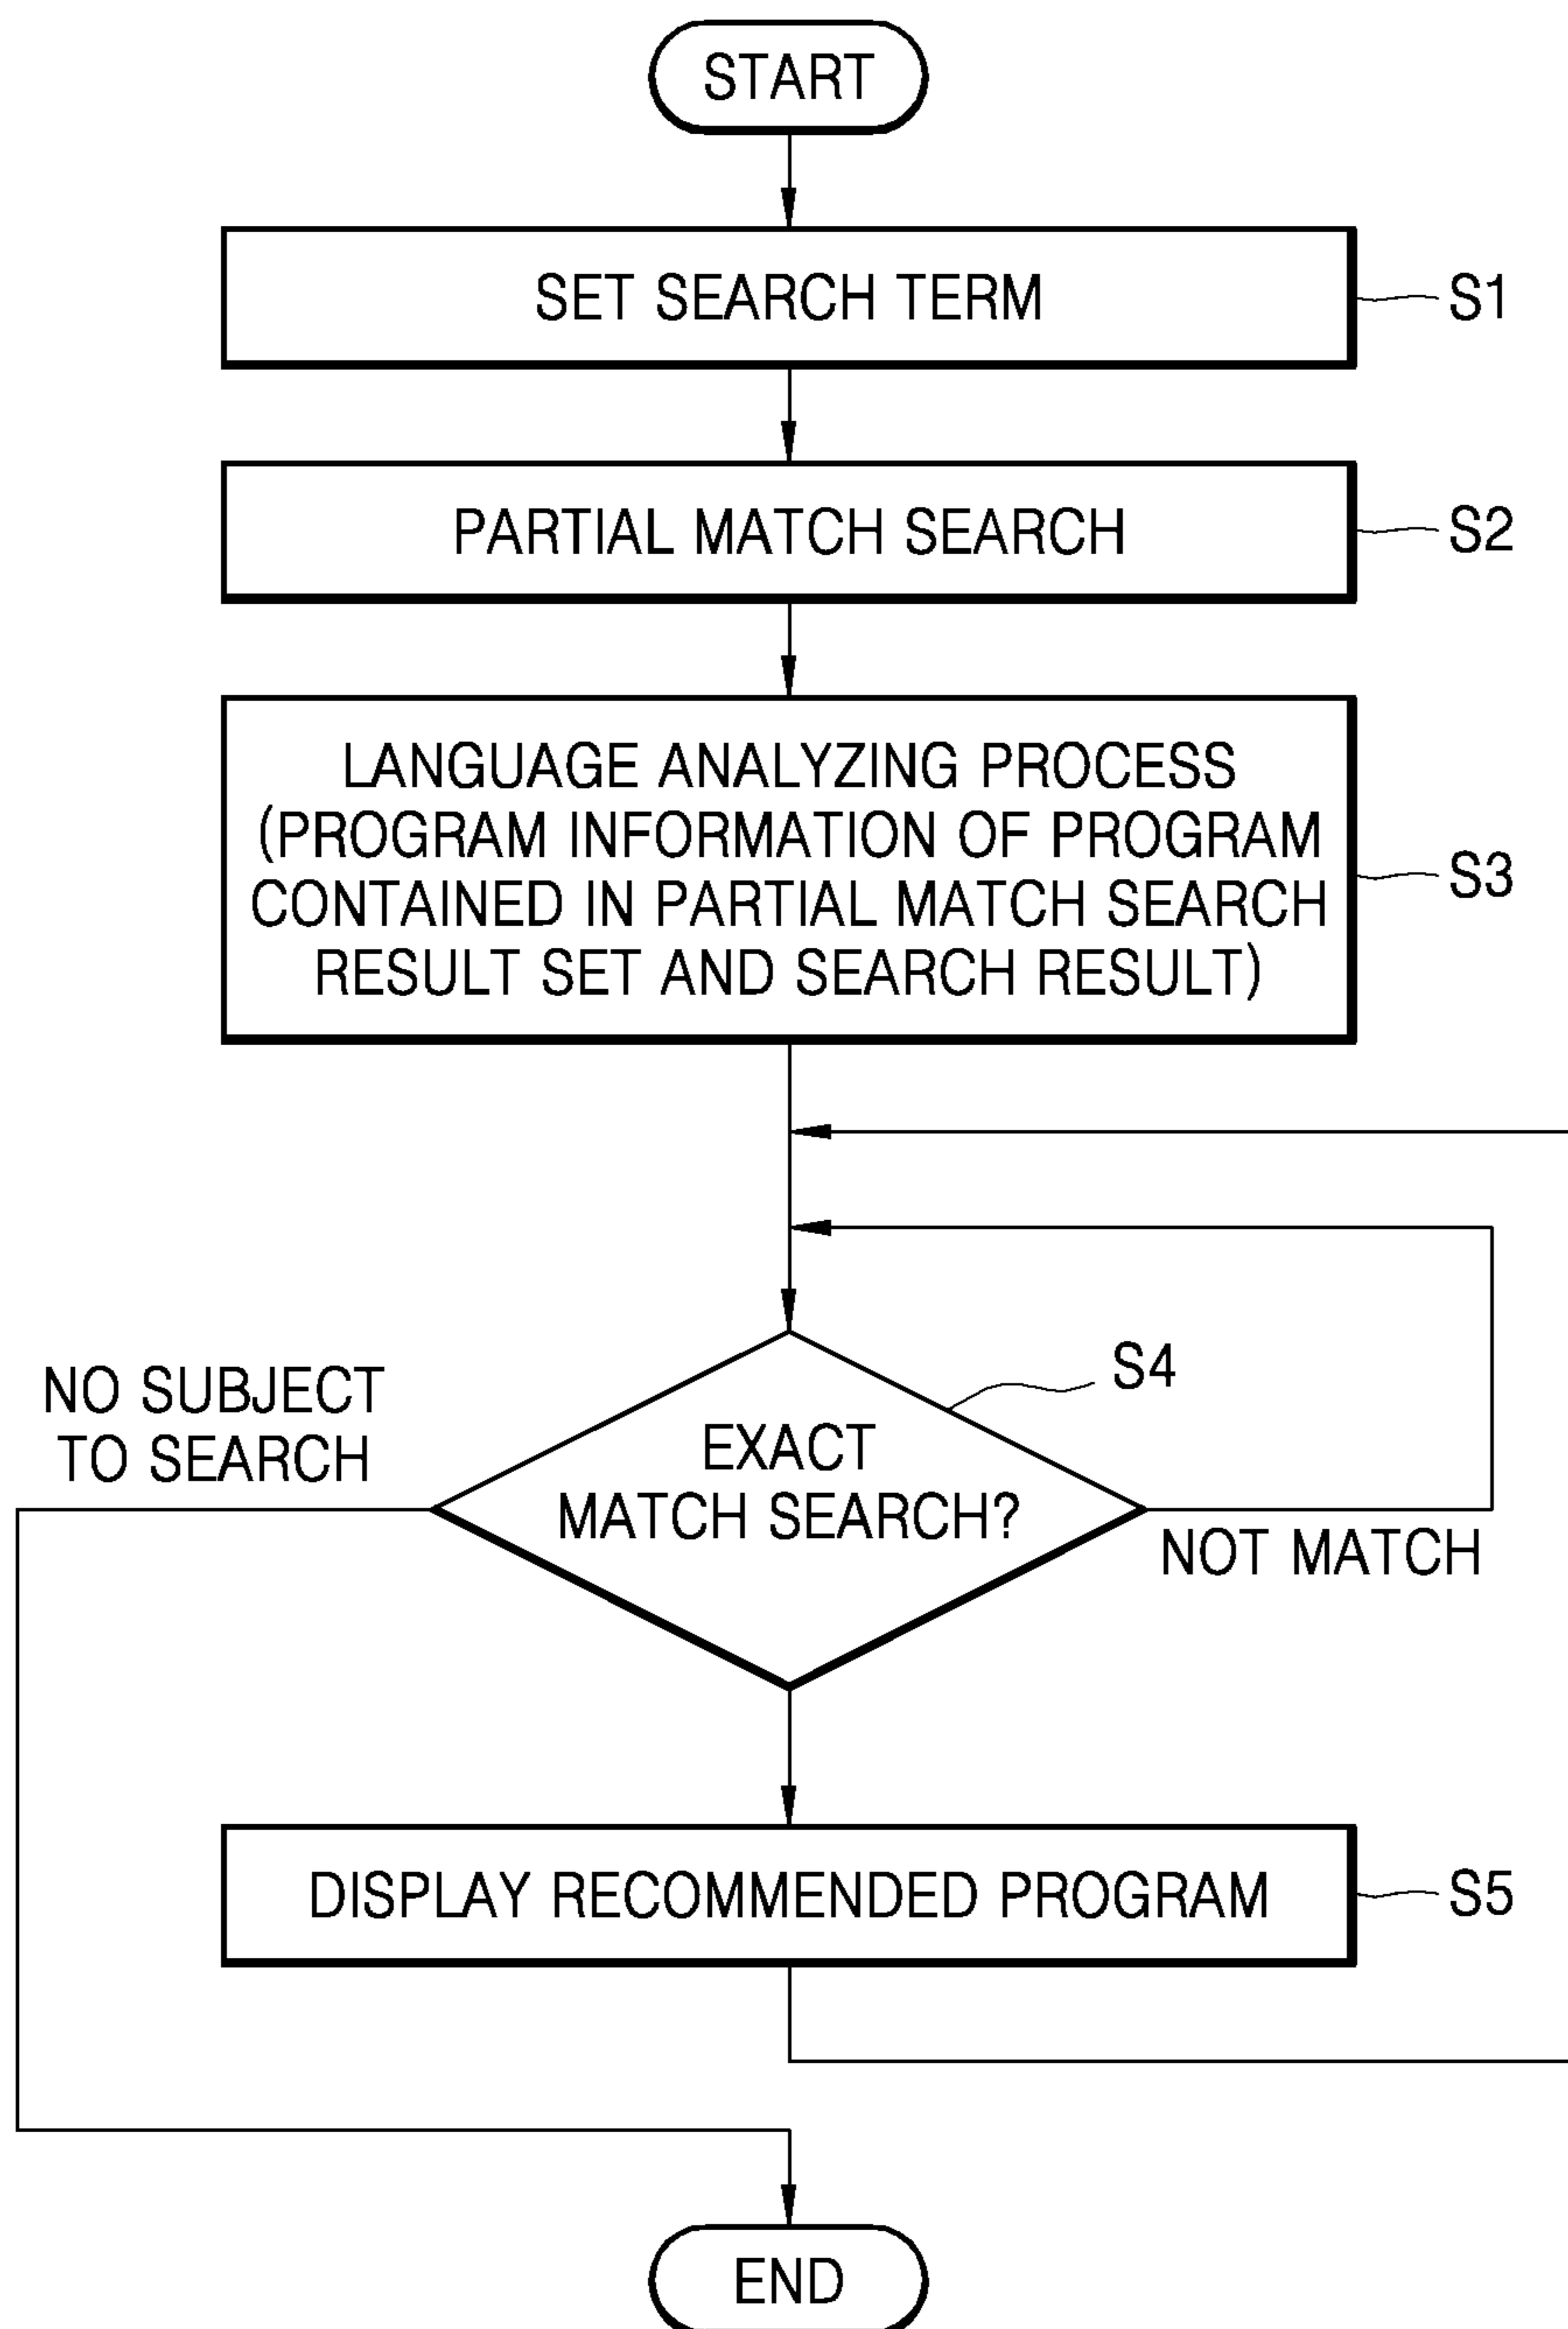 START
SET SEARCH TERM
S1
PARTIAL MATCH SEARCH
S2
LANGUAGE ANALYZING PROCESS
(PROGRAM INFORMATION OF PROGRAM
CONTAINED IN PARTIAL MATCH SEARCH
RESULT SET AND SEARCH RESULT)
S3
S4
NO SUBJECT
TO SEARCH
EXACT
MATCH SEARCH?
NOT MATCH
DISPLAY RECOMMENDED PROGRAM
S5
END